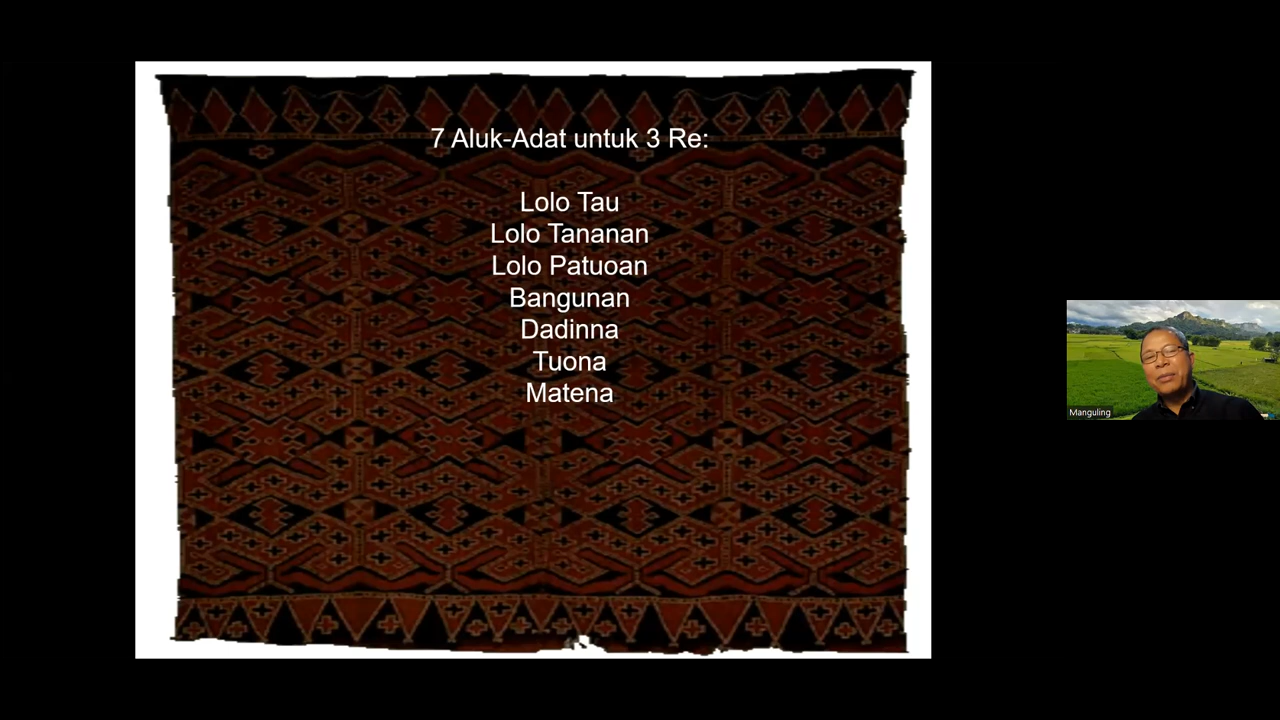 7 Aluk-Adat untuk 3 Re:
Lolo Tau
Lolo Tananan
Lolo Patuoan
Bangunan
Dadinna
Tuona
Matena
Manguling